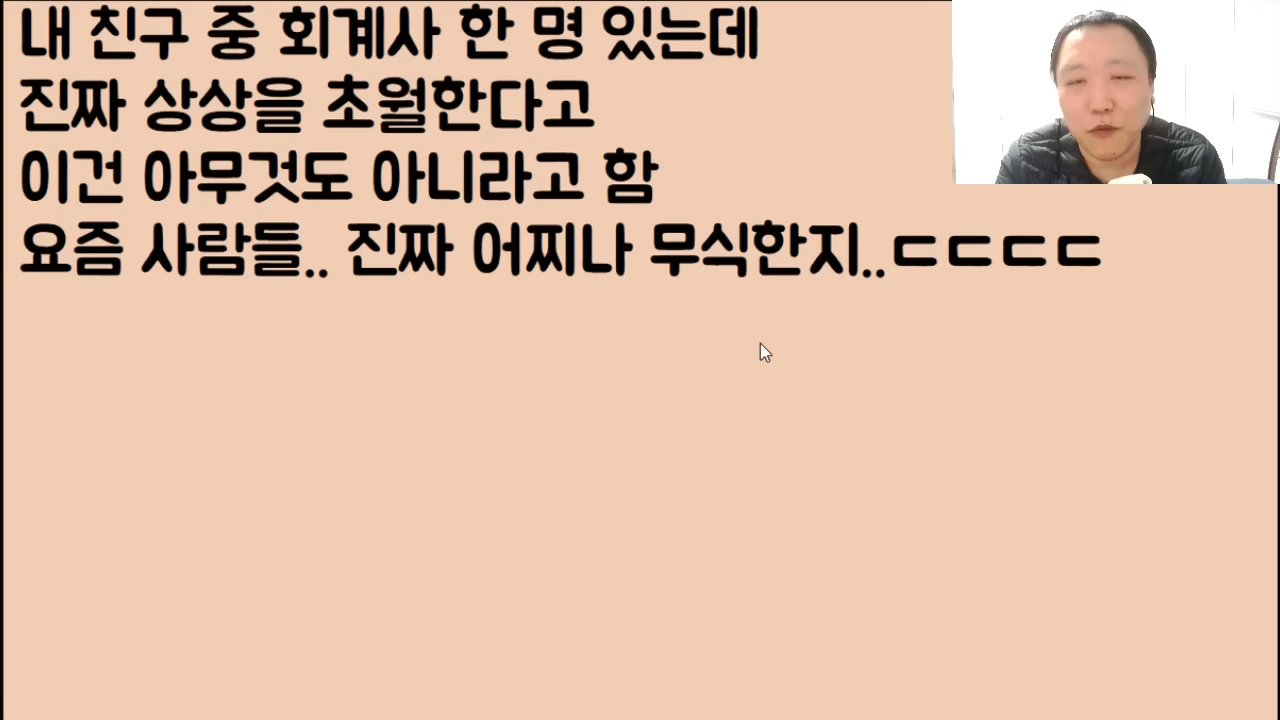 내 친구 중 회계사 한 명 있는데
진짜 상상을 초월한다고
이건 아무것도 아니라고 함
요즘 사람들.. 진짜 어찌나 무식한지..ㄷㄷㄷㄷ